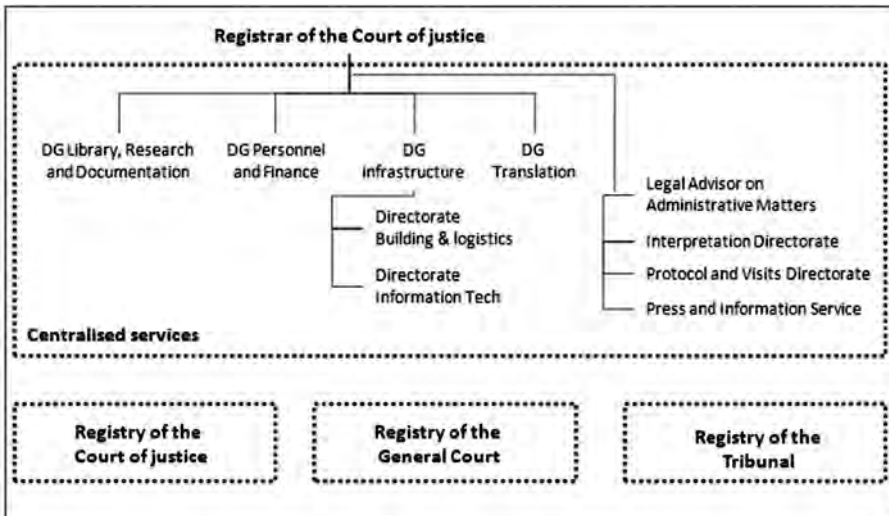 Registrar of the Court of justice
DG Library, Research
and Documentation
DG Personnel
and Finance
DG
Infrastructure
DG
Translation
Directorate
Building & logistics
Directorate
Information Tech
Legal Advisor on
Administrative Matters
Interpretation Directorate
Protocol and Visits Directorate
Press and Information Service
Centralised services
Registry of the
Court of justice
Registry of the
General Court
Registry of the
Tribunal